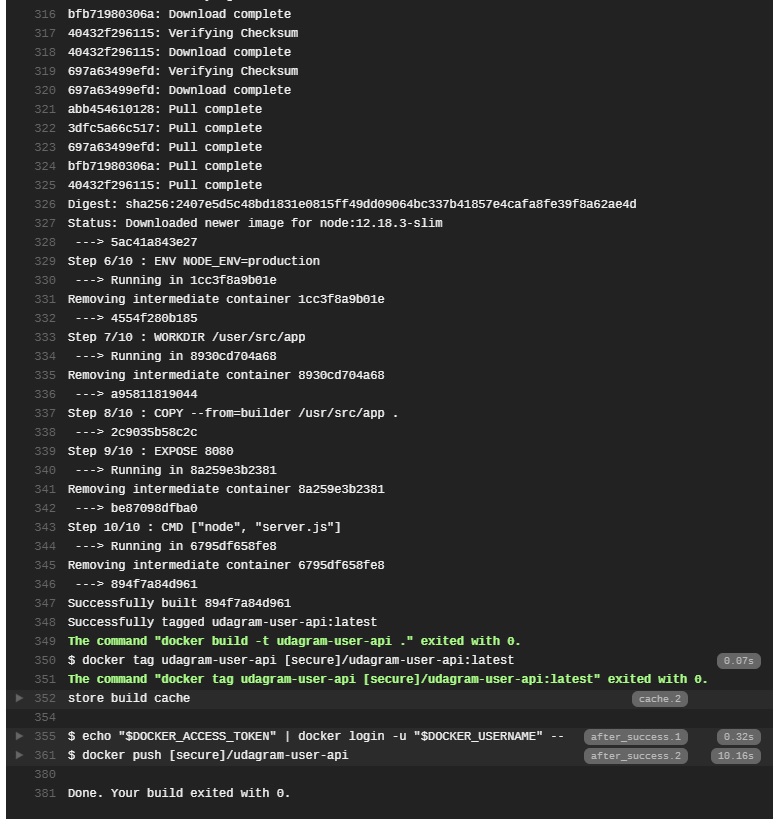 316 bfb71980306a: Download complete
317 40432f296115: Verifying Checksum
318 40432f296115: Download complete
319 697a63499efd: Verifying Checksum
320 697a63499efd: Download complete
321 abb454610128: Pull complete
322 3dfc5a66c517: Pull complete
323 697a63499efd: Pull complete
324 bfb71980306a: Pull complete
325 40432f296115: Pull complete
326 Digest: sha256:2407e5d5c48bd1831e0815ff49dd09064bc337b41857e4cafa8fe39f8a62ae4d
327 Status: Downloaded newer image for node:12.18.3-slim
328 ---> 5ac41a843e27
329 Step 6/10 : ENV NODE_ENV=production
330 ---> Running in 1cc3f8a9b01e
331 Removing intermediate container 1cc3f8a9b01e
332 ---> 4554f280b185
333 Step 7/10 : WORKDIR /user/src/app
334 ---> Running in 8930cd704a68
335 Removing intermediate container 8930cd704a68
336 ---> a95811819044
337 Step 8/10 : COPY --from=builder /usr/src/app .
338 ---> 2c9035b58c2c
339 Step 9/10 : EXPOSE 8080
340 ---> Running in 8a259e3b2381
341 Removing intermediate container 8a259e3b2381
342 ---> be87098dfba0
343 Step 10/10 : CMD ["node", "server.js"]
344 ---> Running in 6795df658fe8
345 Removing intermediate container 6795df658fe8
346 ---> 894f7a84d961
347 Successfully built 894f7a84d961
348 Successfully tagged udagram-user-api:latest
349 The command "docker build -t udagram-user-api ." exited with 0.
350 $ docker tag udagram-user-api [secure]/udagram-user-api:latest 0.07s
351 The command "docker tag udagram-user-api [secure]/udagram-user-api:latest" exited with 0.
352 store build cache cache.2
354
355 $ echo "$DOCKER_ACCESS_TOKEN" | docker login -u "$DOCKER_USERNAME" -- after_success.1 0.32s
361 $ docker push [secure]/udagram-user-api after_success.2 10.16s
380
381 Done. Your build exited with 0.